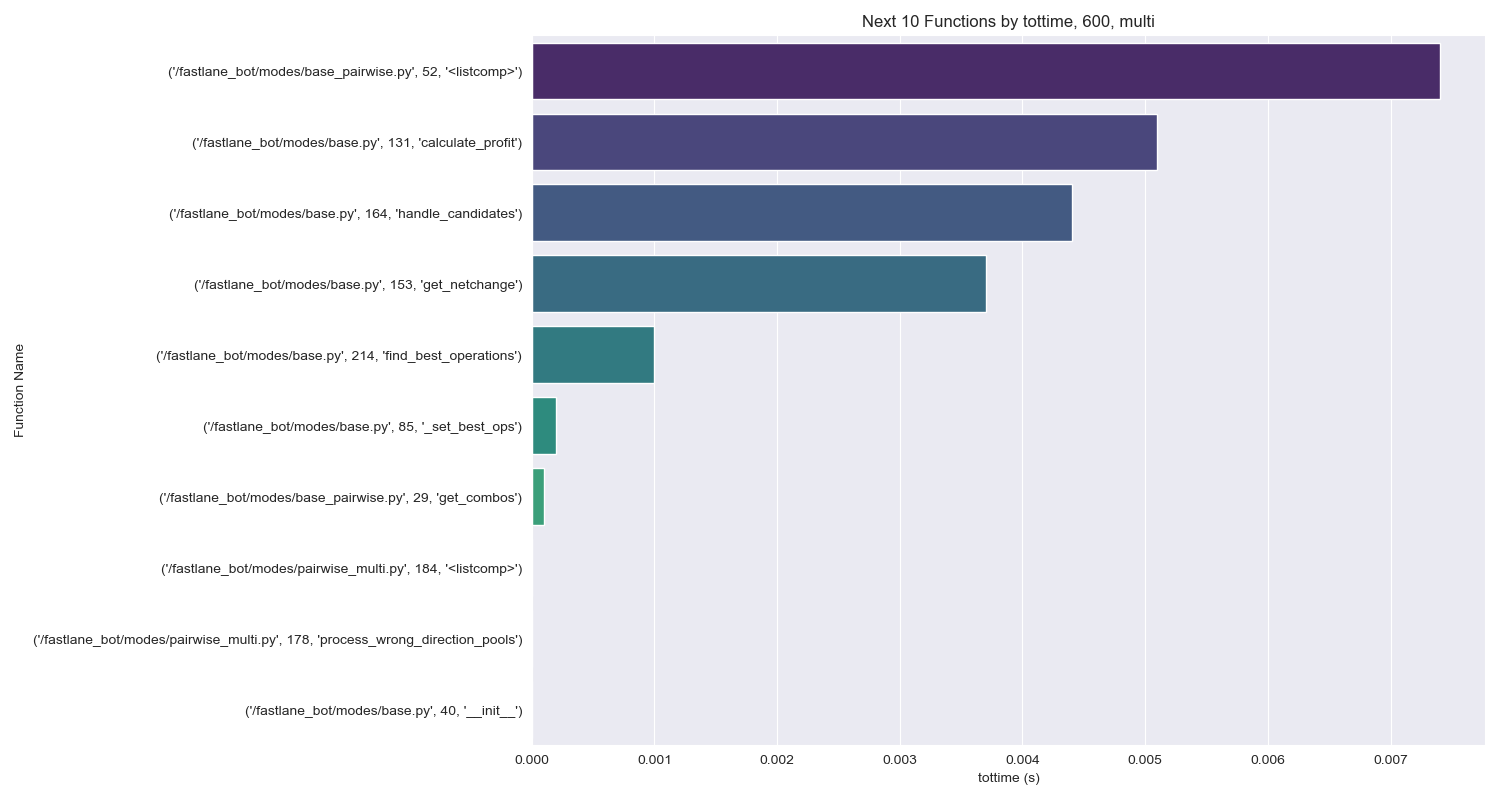 Next 10 Functions by tottime, 600, multi
Function Name
('/fastlane_bot/modes/base_pairwise.py', 52, '<listcomp>')
('/fastlane_bot/modes/base.py', 131, 'calculate_profit')
('/fastlane_bot/modes/base.py', 164, 'handle_candidates')
('/fastlane_bot/modes/base.py', 153, 'get_netchange')
('/fastlane_bot/modes/base.py', 214, 'find_best_operations')
('/fastlane_bot/modes/base.py', 85, '_set_best_ops')
('/fastlane_bot/modes/base_pairwise.py', 29, 'get_combos')
('/fastlane_bot/modes/pairwise_multi.py', 184, '<listcomp>')
('/fastlane_bot/modes/pairwise_multi.py', 178, 'process_wrong_direction_pools')
('/fastlane_bot/modes/base.py', 40, '__init__')
0.000 0.001 0.002 0.003 0.004 0.005 0.006 0.007
tottime (s)